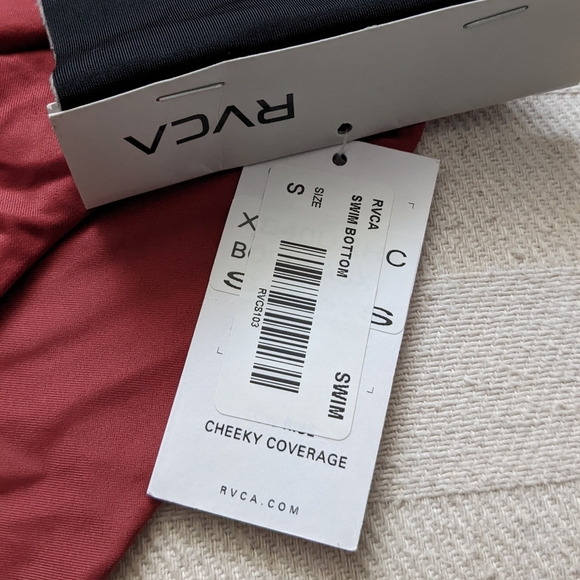 RVCA
RVCA
SWIM BOTTOM
SIZE
S
RVCS103
SWIM
C
S
X
B
S
CHEEKY COVERAGE
RVCA.COM